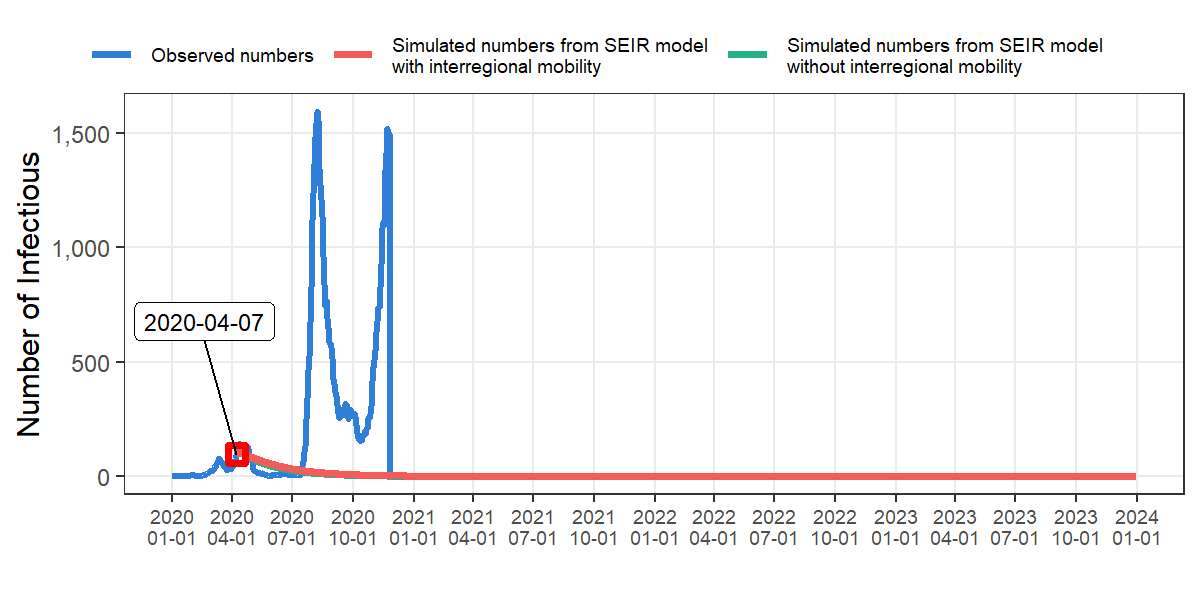 Observed numbers
Simulated numbers from SEIR model
with interregional mobility
Simulated numbers from SEIR model
without interregional mobility
Number of Infectious
1,500
1,000
500
0
2020-04-07
2020 2020 2020 2020 2021 2021 2021 2021 2022 2022 2022 2022 2023 2023 2023 2023 2024
01-01 04-01 07-01 10-01 01-01 04-01 07-01 10-01 01-01 04-01 07-01 10-01 01-01 04-01 07-01 10-01 01-01